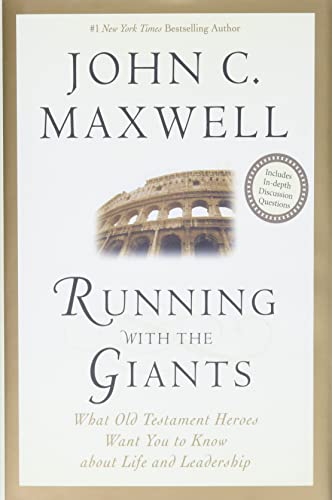 #1 New York Times Bestselling Author
JOHN C.
MAXWELL
Includes
In-depth
Discussion
Questions
RUNNING
WITH THE
GIANTS
What Old Testament Heroes
Want You to Know
about Life and Leadership